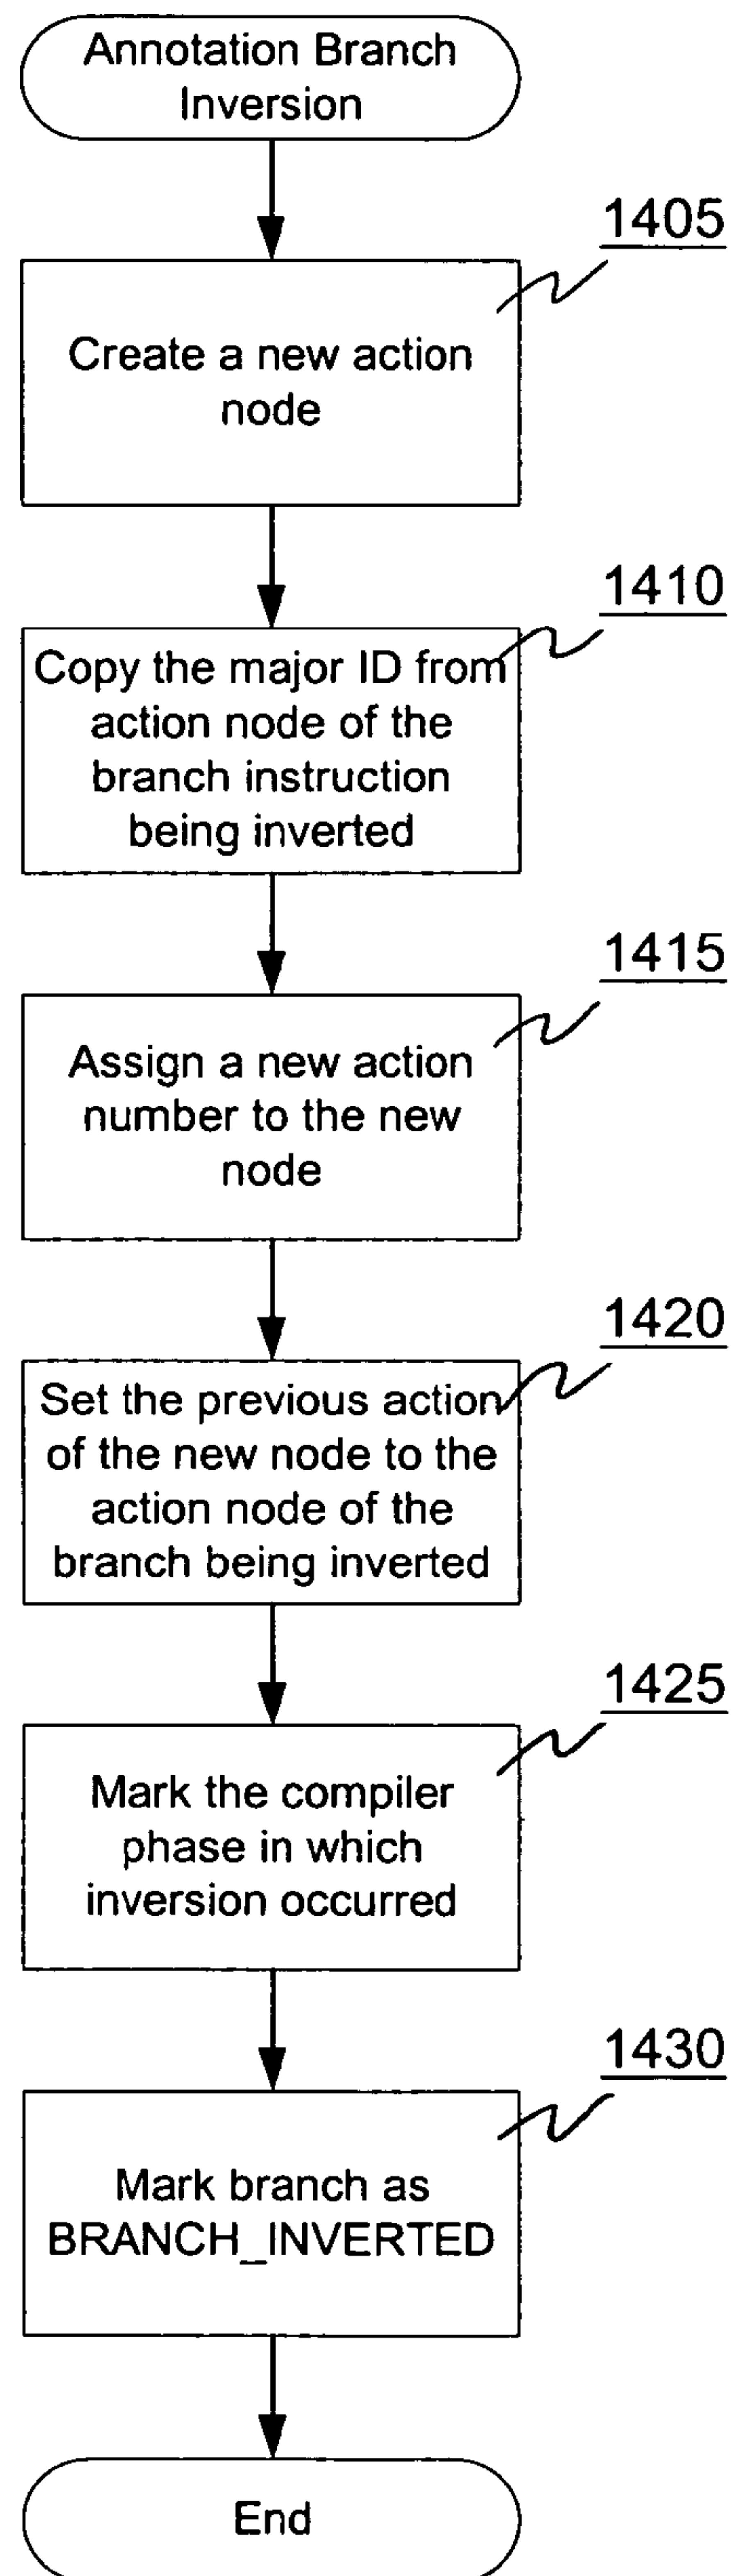 Annotation Branch
Inversion
1405
Create a new action
node
1410
Copy the major ID from
action node of the
branch instruction
being inverted
1415
Assign a new action
number to the new
node
1420
Set the previous action
of the new node to the
action node of the
branch being inverted
1425
Mark the compiler
phase in which
inversion occurred
1430
Mark branch as
BRANCH_INVERTED
End